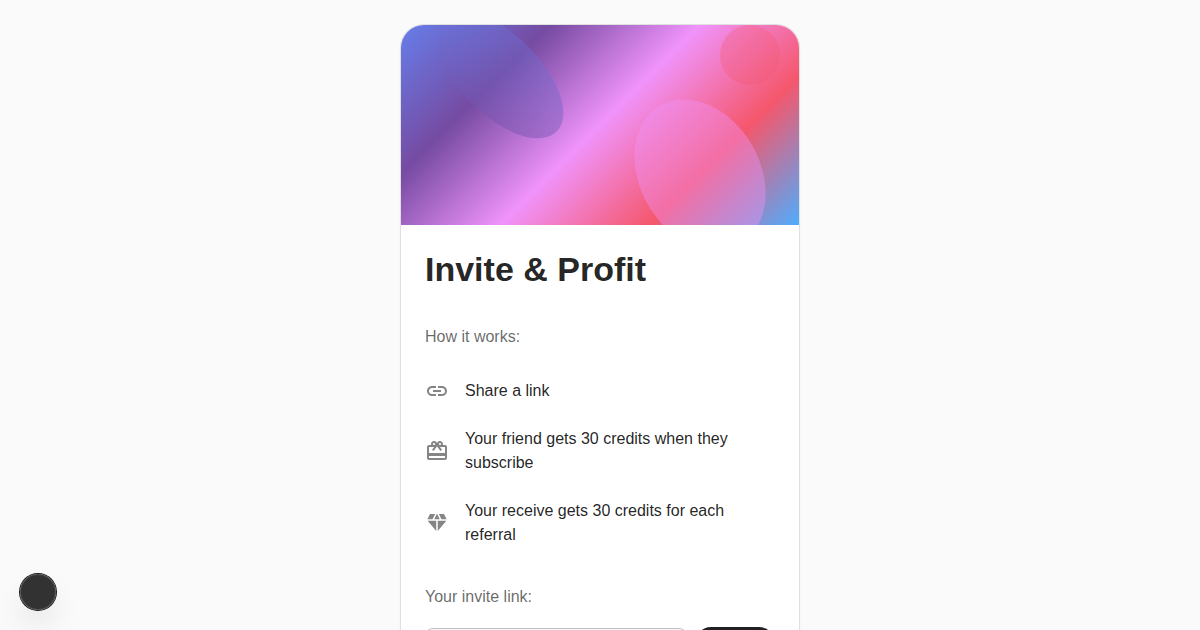 Invite & Profit
How it works:
Share a link
Your friend gets 30 credits when they
subscribe
Your receive gets 30 credits for each
referral
Your invite link: